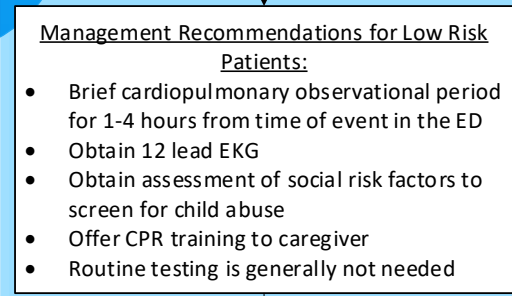 Management Recommendations for Low Risk
Patients:
• Brief cardiopulmonary observational period
for 1-4 hours from time of event in the ED
• Obtain 12 lead EKG
• Obtain assessment of social risk factors to
screen for child abuse
• Offer CPR training to caregiver
• Routine testing is generally not needed